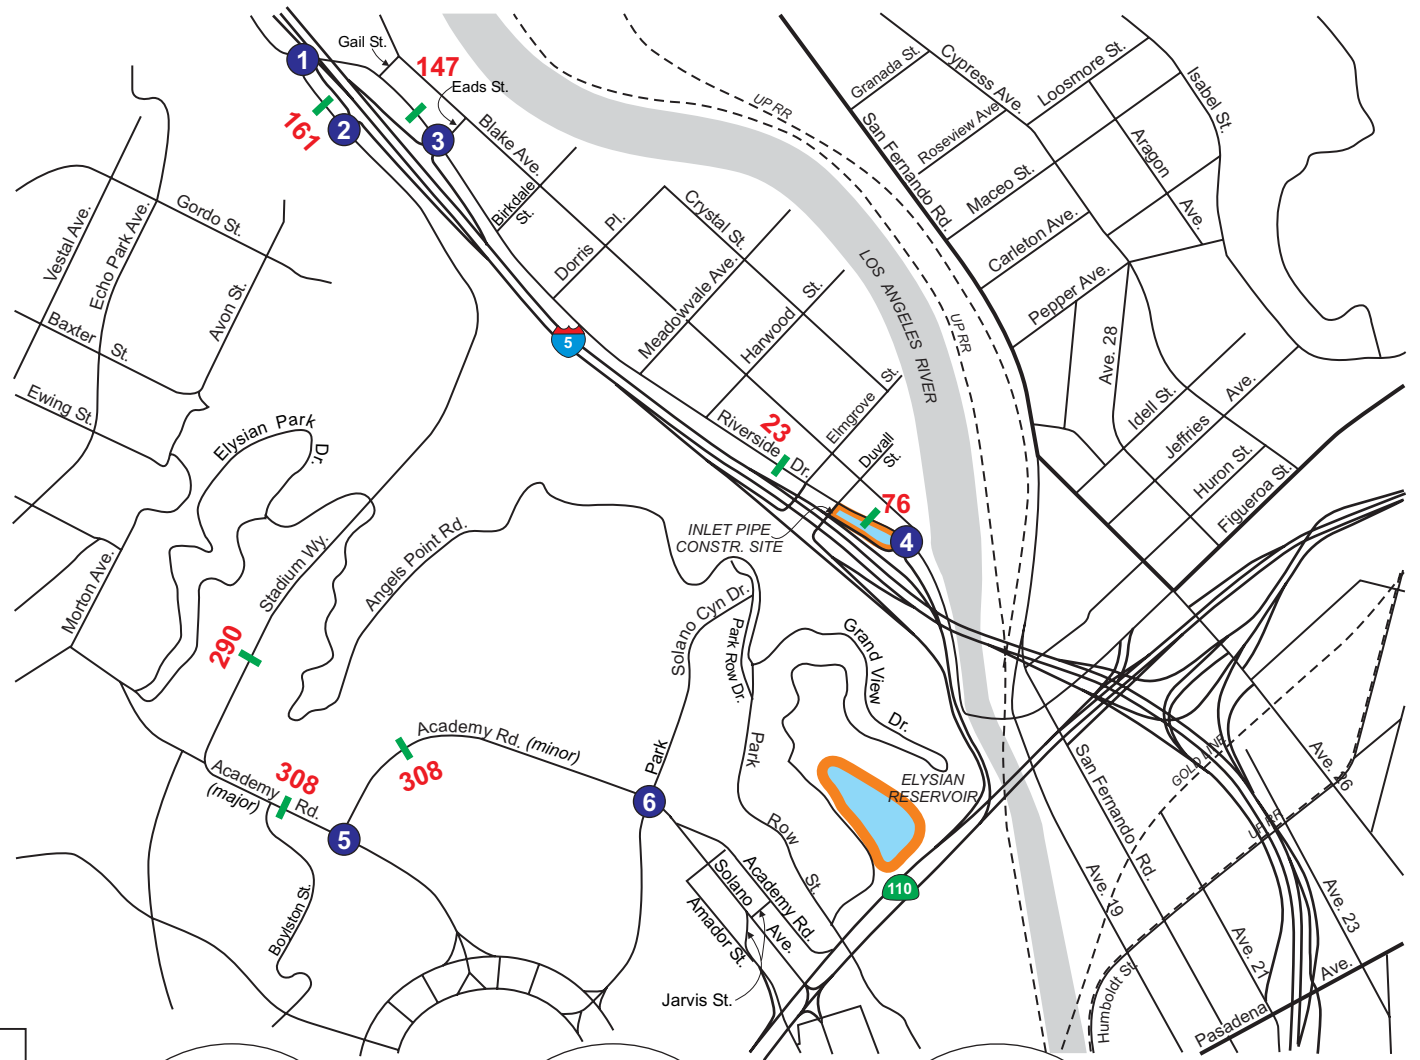 1
Gail St.
147
Eads St.
161
2
3
Blake Ave.
Birkdale
St.
UP RR
Granada St.
Cypress Ave.
Loosmore St.
Isabel St.
San Fernando Rd.
Roseview Ave.
Aragon
Ave.
Maceo St.
Carleton Ave.
Pepper Ave.
Vestal Ave.
Echo Park Ave.
Gordo St.
Avon St.
Baxter
St.
Ewing St.
Dorris
Pl.
Crystal St.
Meadowvale Ave.
Harwood
St.
LOS ANGELES RIVER
UP RR
5
Ave. 28
Idell St.
Jeffries
Ave.
Huron St.
Figueroa St.
Elysian Park
Dr.
Riverside
Dr.
23
Elmgrove
St.
Duvall
St.
76
4
INLET PIPE
CONSTR. SITE
Morton Ave.
Stadium Wy.
Angels Point Rd.
290
Solano Cyn Dr.
Park Row Dr.
Grand View
Dr.
Academy Rd. (minor)
308
308
Academy
Rd.
(major)
5
Park
6
Park
Row
St.
ELYSIAN
RESERVOIR
110
Boylston St.
Solano
Ave.
Academy Rd.
Amador St.
Jarvis St.
San Fernando
Rd.
GOLD LINE
Ave. 26
UP RR
Ave. 19
Ave. 21
Ave. 23
Humboldt St.
Pasadena
Ave.